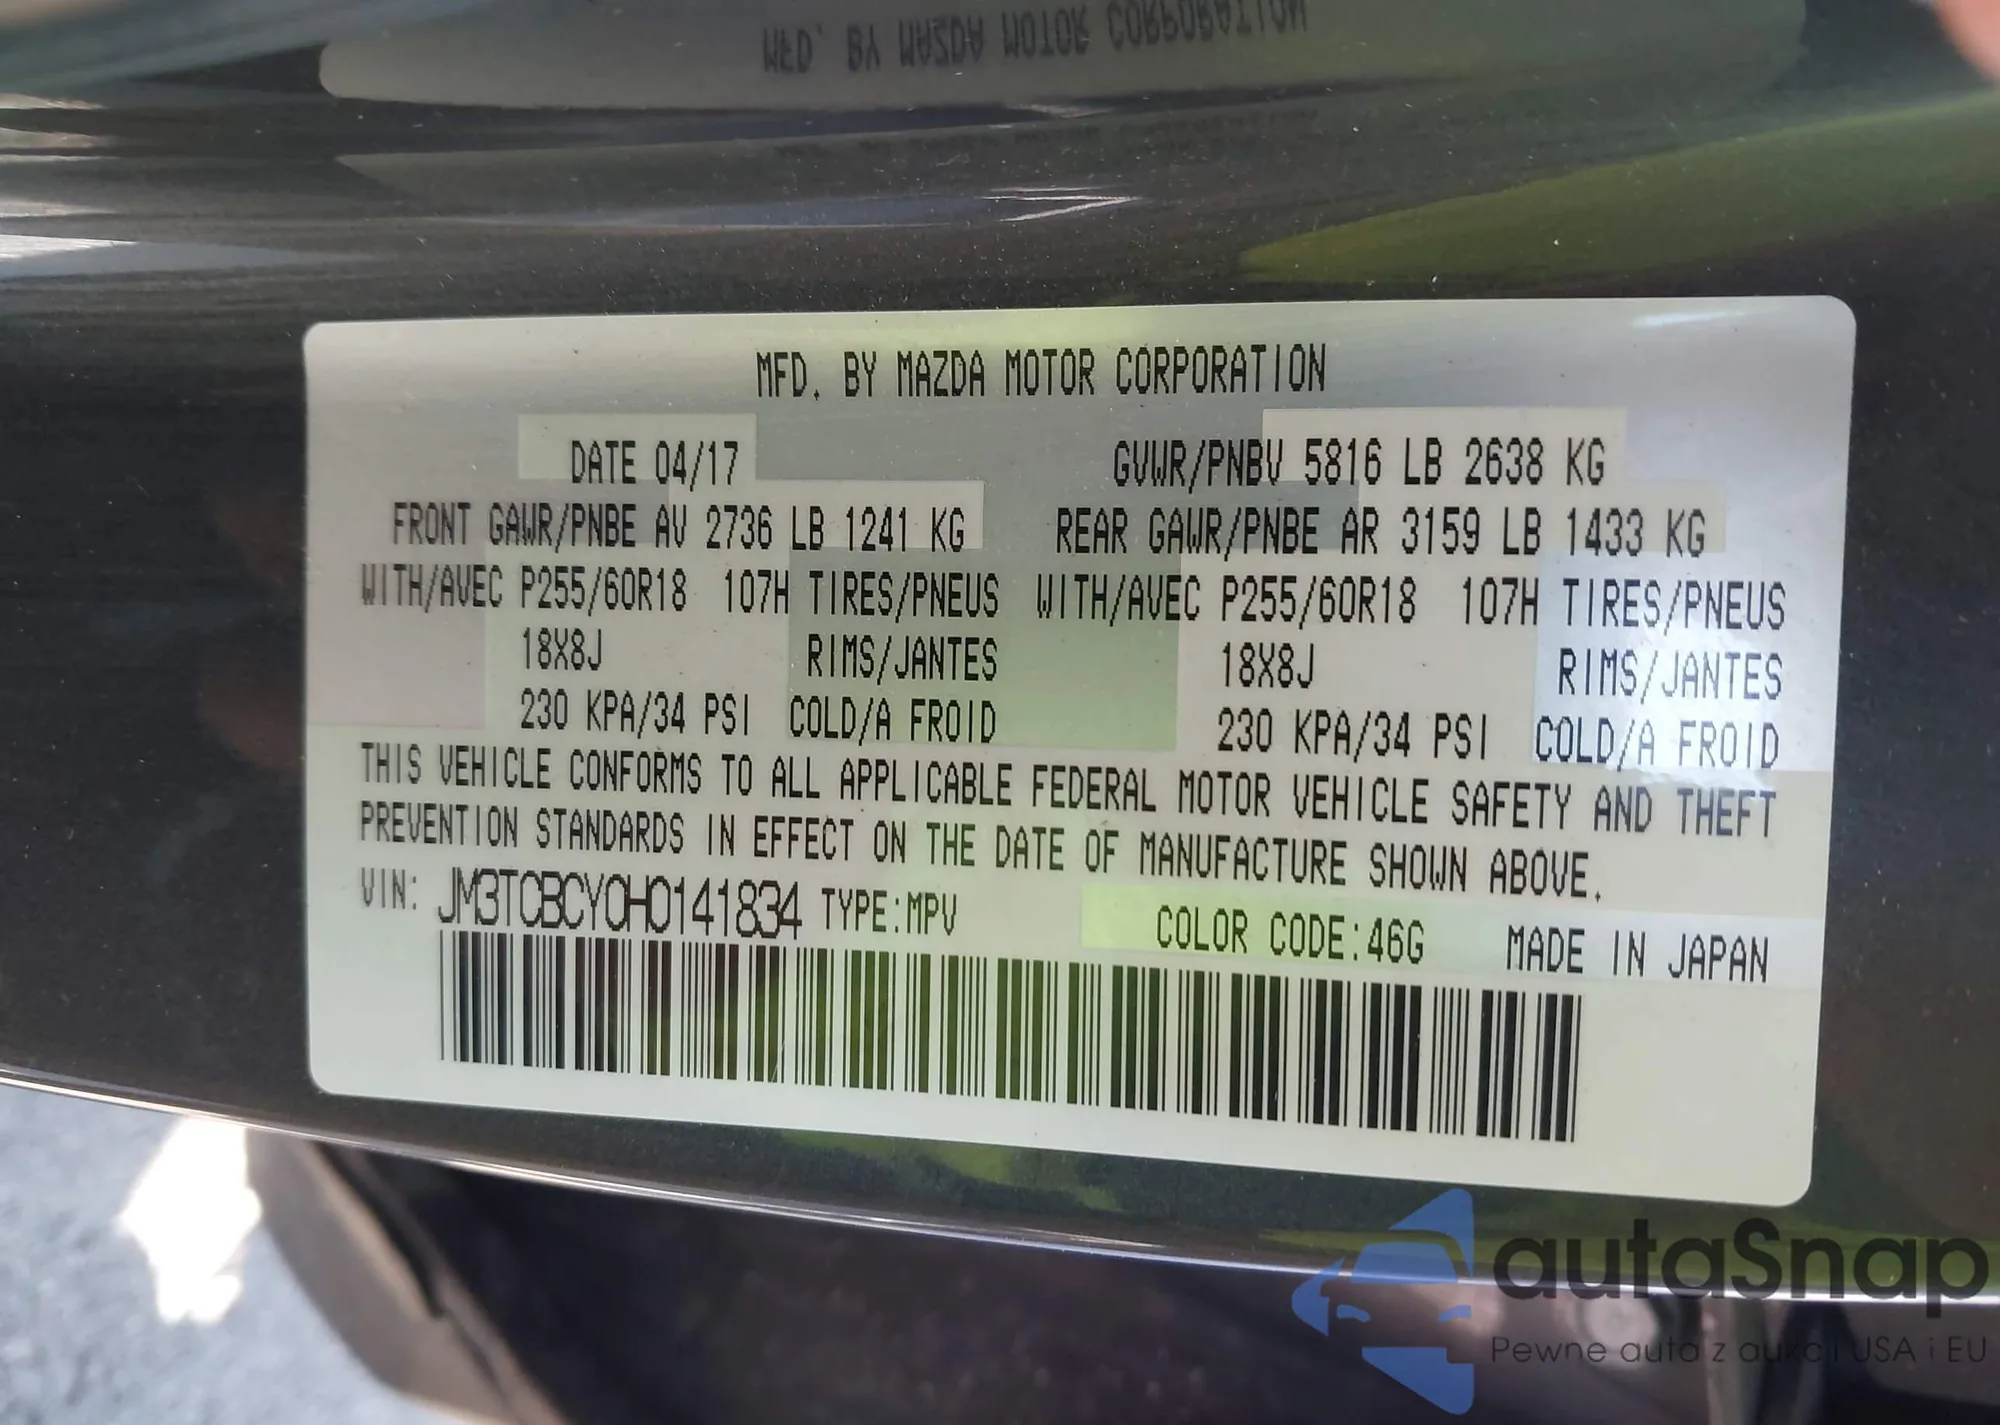 MFD. BY MAZDA MOTOR CORPORATION
MFD. BY MAZDA MOTOR CORPORATION
DATE 04/17 GVWR/PNBV 5816 LB 2638 KG
FRONT GAWR/PNBE AV 2736 LB 1241 KG REAR GAWR/PNBE AR 3159 LB 1433 KG
WITH/AVEC P255/60R18 107H TIRES/PNEUS WITH/AVEC P255/60R18 107H TIRES/PNEUS
18X8J RIMS/JANTES 18X8J RIMS/JANTES
230 KPA/34 PSI COLD/A FROID 230 KPA/34 PSI COLD/A FROID
THIS VEHICLE CONFORMS TO ALL APPLICABLE FEDERAL MOTOR VEHICLE SAFETY AND THEFT
PREVENTION STANDARDS IN EFFECT ON THE DATE OF MANUFACTURE SHOWN ABOVE.
VIN: JM3TCBCY0H0141834 TYPE:MPV COLOR CODE:46G MADE IN JAPAN
autaSnap
Pewne auta z aukcji USA i EU